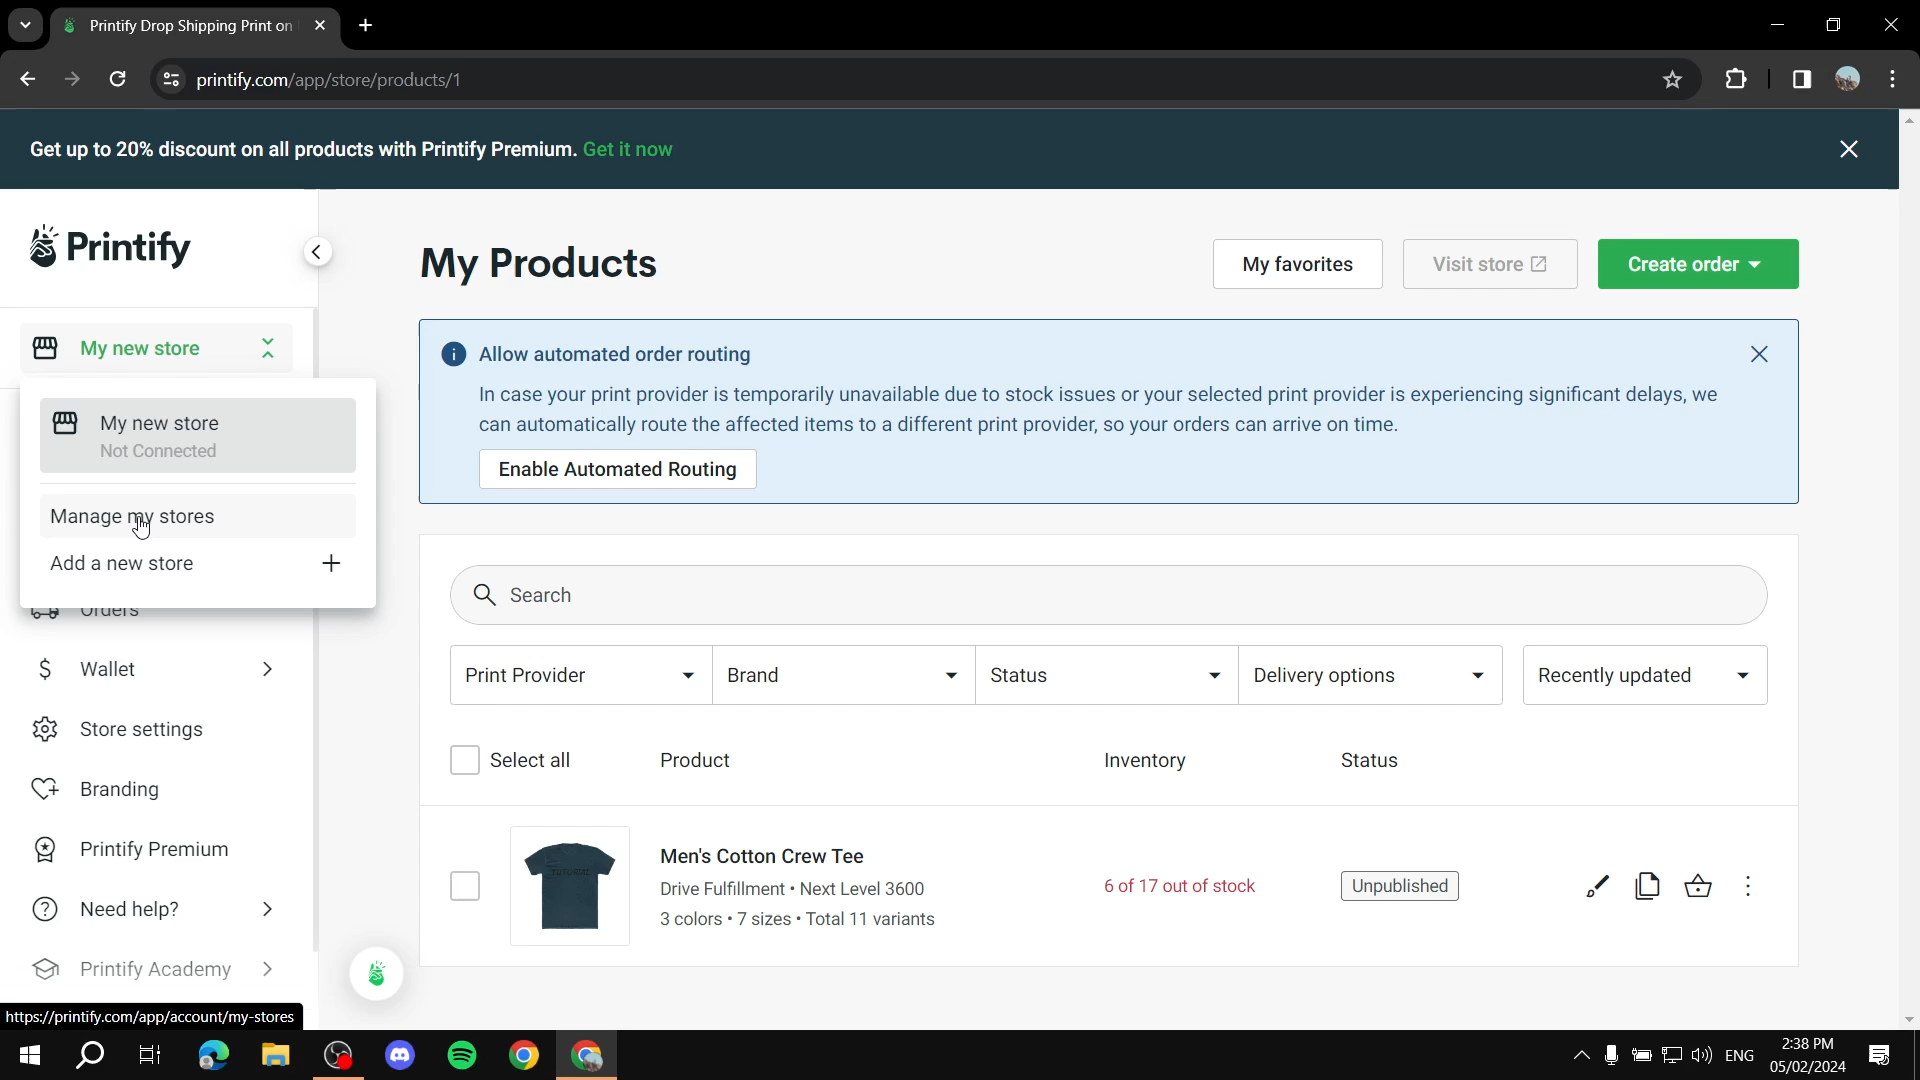 Printify Drop Shipping Print on
printify.com/app/store/products/1
Get up to 20% discount on all products with Printify Premium. Get it now
Printify
My Products
My favorites
Visit store
Create order
My new store
My new store
Not Connected
Manage my stores
Add a new store
Orders
Wallet
Store settings
Branding
Printify Premium
Need help?
Printify Academy
Allow automated order routing
In case your print provider is temporarily unavailable due to stock issues or your selected print provider is experiencing significant delays, we
can automatically route the affected items to a different print provider, so your orders can arrive on time.
Enable Automated Routing
Search
Print Provider
Brand
Status
Delivery options
Recently updated
Select all
Product
Inventory
Status
Men's Cotton Crew Tee
Drive Fulfillment • Next Level 3600
3 colors • 7 sizes • Total 11 variants
6 of 17 out of stock
Unpublished
https://printify.com/app/account/my-stores
ENG
2:38 PM
05/02/2024